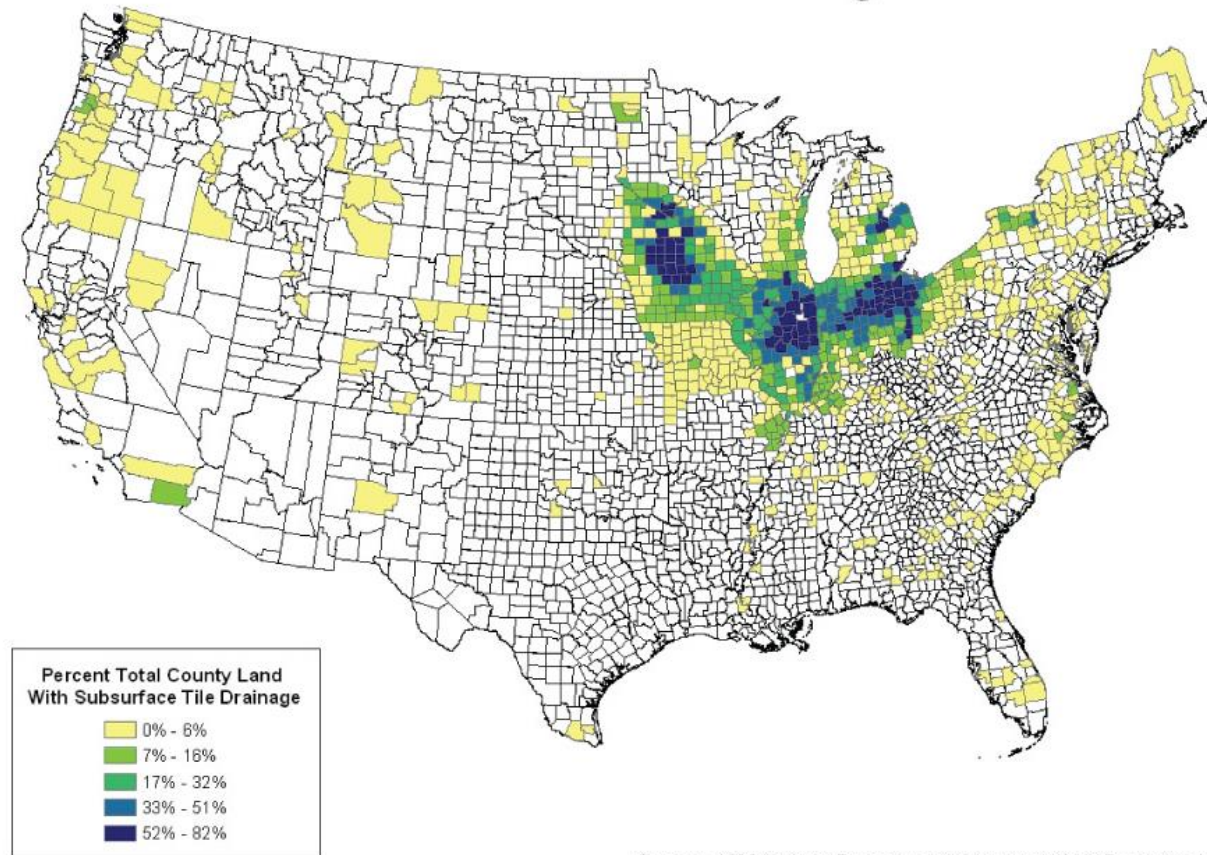 Percent Total County Land
With Subsurface Tile Drainage
0% - 6%
7% - 16%
17% - 32%
33% - 51%
52% - 82%